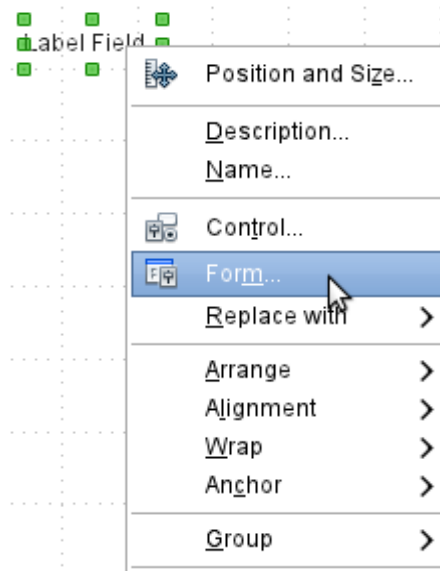 Label Field
Position and Size...
Description...
Name...
Control...
Form...
Replace with
Arrange
Alignment
Wrap
Anchor
Group